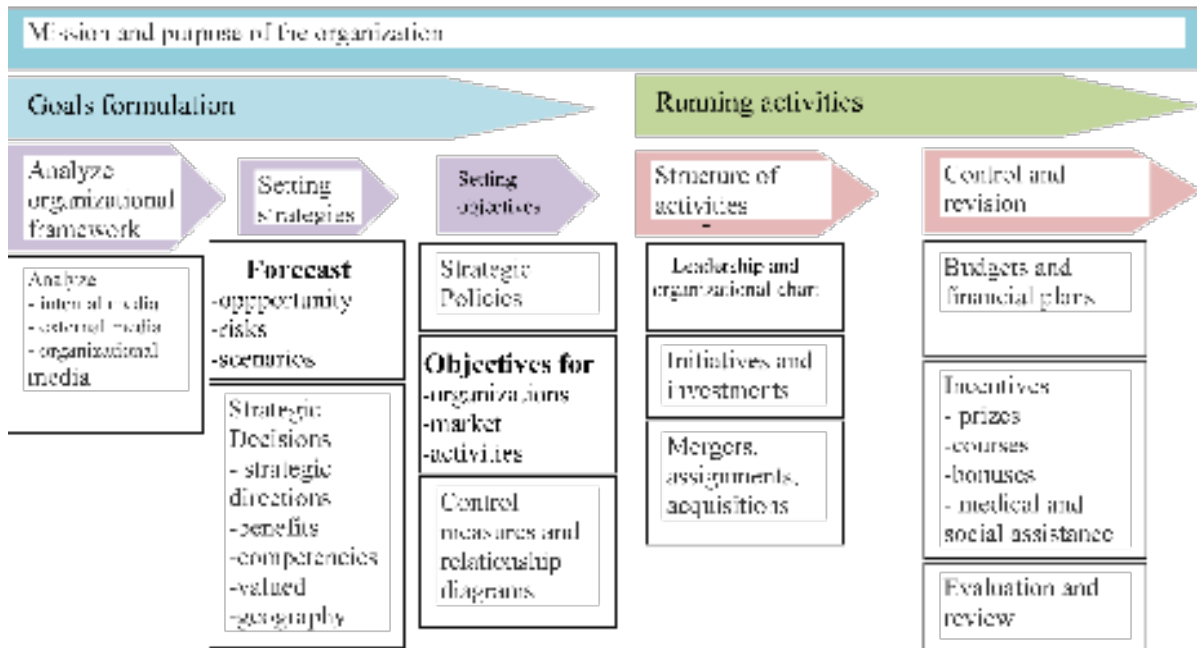 Mission and purpose of the organization
Goals formulation
Running activities
Analyze
organizational
framework
Setting
strategies
Setting
objectives
Structure of
activities
Control and
revision
Analyze
- internal media
- external media
- organizational
media
Forecast
-oppportunity
-risks
-scenarios
Strategic
Decisions
- strategic
directions
-benefits
-competencies
-valued
-geography
Strategic
Policies
Objectives for
-organizations
-market
-activities
Control
measures and
relationship
diagrams
Leadership and
organizational chart
Initiatives and
investments
Mergers,
assignments,
acquisitions
Budgets and
financial plans
Incentives
- prizes
-courses
-bonuses
- medical and
social assistance
Evaluation and
review